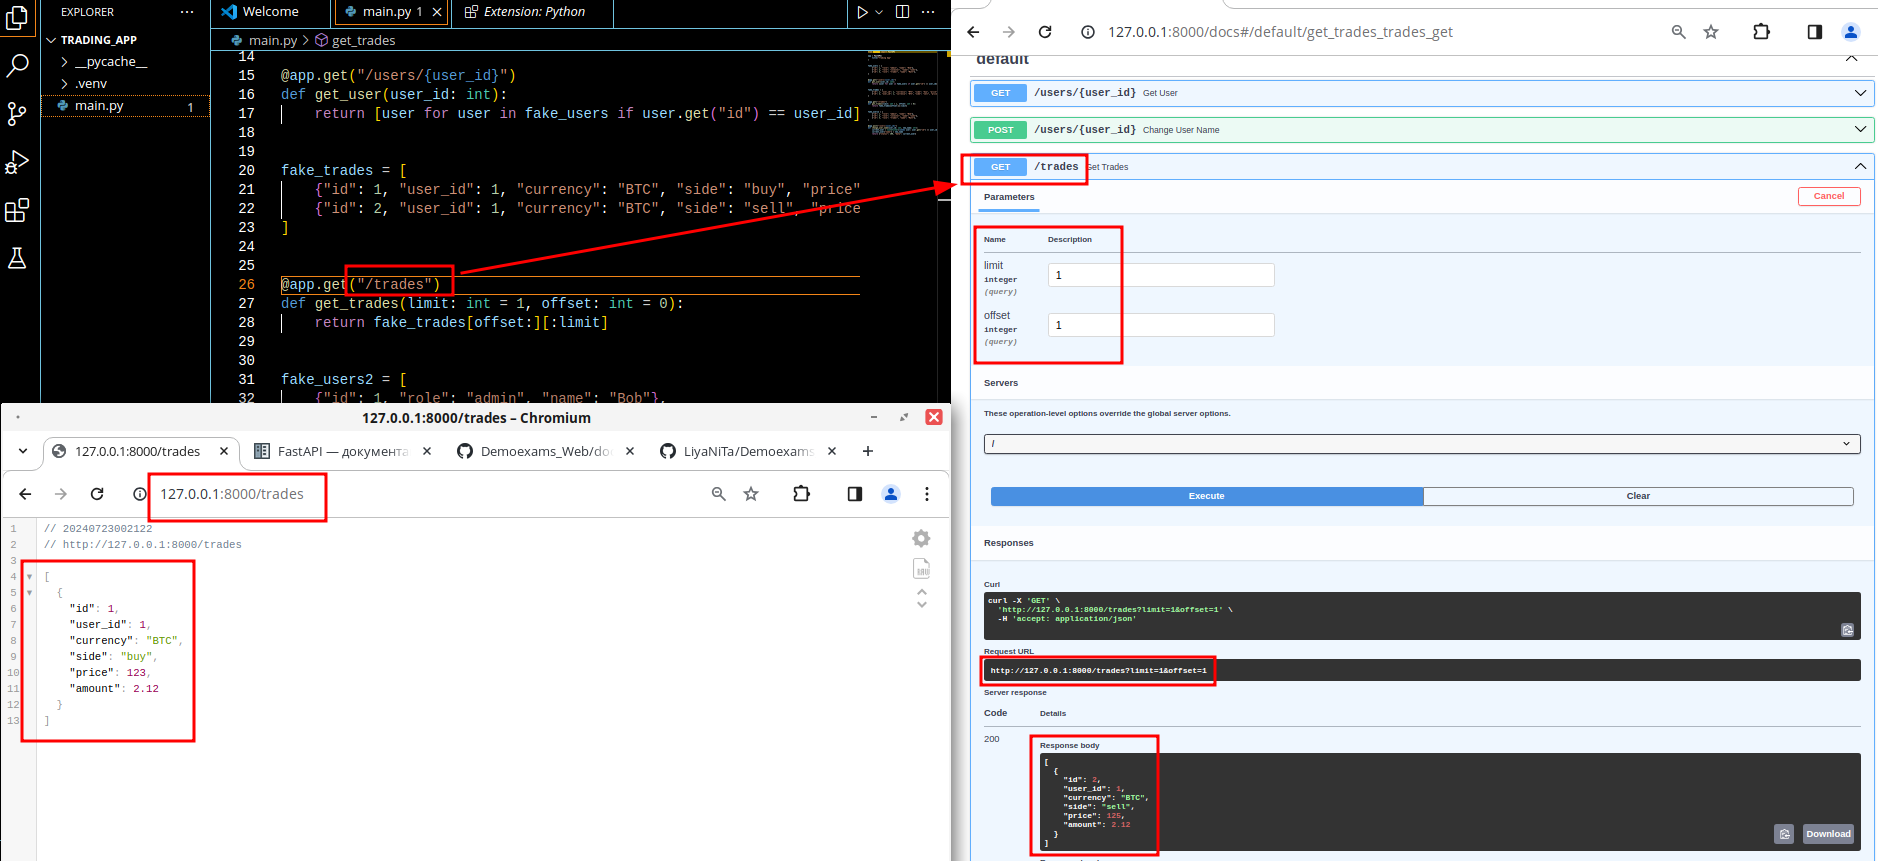 EXPLORER
TRADING_APP
__pycache__
.venv
main.py 1
Welcome
main.py 1
Extension: Python
main.py > get_trades
14
15 @app.get("/users/{user_id}")
16 def get_user(user_id: int):
17 return [user for user in fake_users if user.get("id") == user_id]
18
19
20 fake_trades = [
21 {"id": 1, "user_id": 1, "currency": "BTC", "side": "buy", "price"
22 {"id": 2, "user_id": 1, "currency": "BTC", "side": "sell", "price
23 ]
24
25
26 @app.get("/trades")
27 def get_trades(limit: int = 1, offset: int = 0):
28 return fake_trades[offset:][:limit]
29
30
31 fake_users2 = [
32 {"id": 1, "role": "admin", "name": "Bob"},
127.0.0.1:8000/trades – Chromium
127.0.0.1:8000/trades
FastAPI — документа
Demoexams_Web/do
LiyaNiTa/Demoexams
127.0.0.1:8000/trades
1 // 20240723002122
2 // http://127.0.0.1:8000/trades
3
4 [
5 {
6 "id": 1,
7 "user_id": 1,
8 "currency": "BTC",
9 "side": "buy",
10 "price": 123,
11 "amount": 2.12
12 }
13 ]
127.0.0.1:8000/docs#/default/get_trades_trades_get
default
GET /users/{user_id} Get User
POST /users/{user_id} Change User Name
GET /trades Get Trades
Parameters
Cancel
Name Description
limit
integer
(query)
1
offset
integer
(query)
1
Servers
These operation-level options override the global server options.
/
Execute
Clear
Responses
Curl
curl -X 'GET' \
'http://127.0.0.1:8000/trades?limit=1&offset=1' \
-H 'accept: application/json'
Request URL
http://127.0.0.1:8000/trades?limit=1&offset=1
Server response
Code Details
200
Response body
[
{
"id": 2,
"user_id": 1,
"currency": "BTC",
"side": "sell",
"price": 125,
"amount": 2.12
}
]
Download